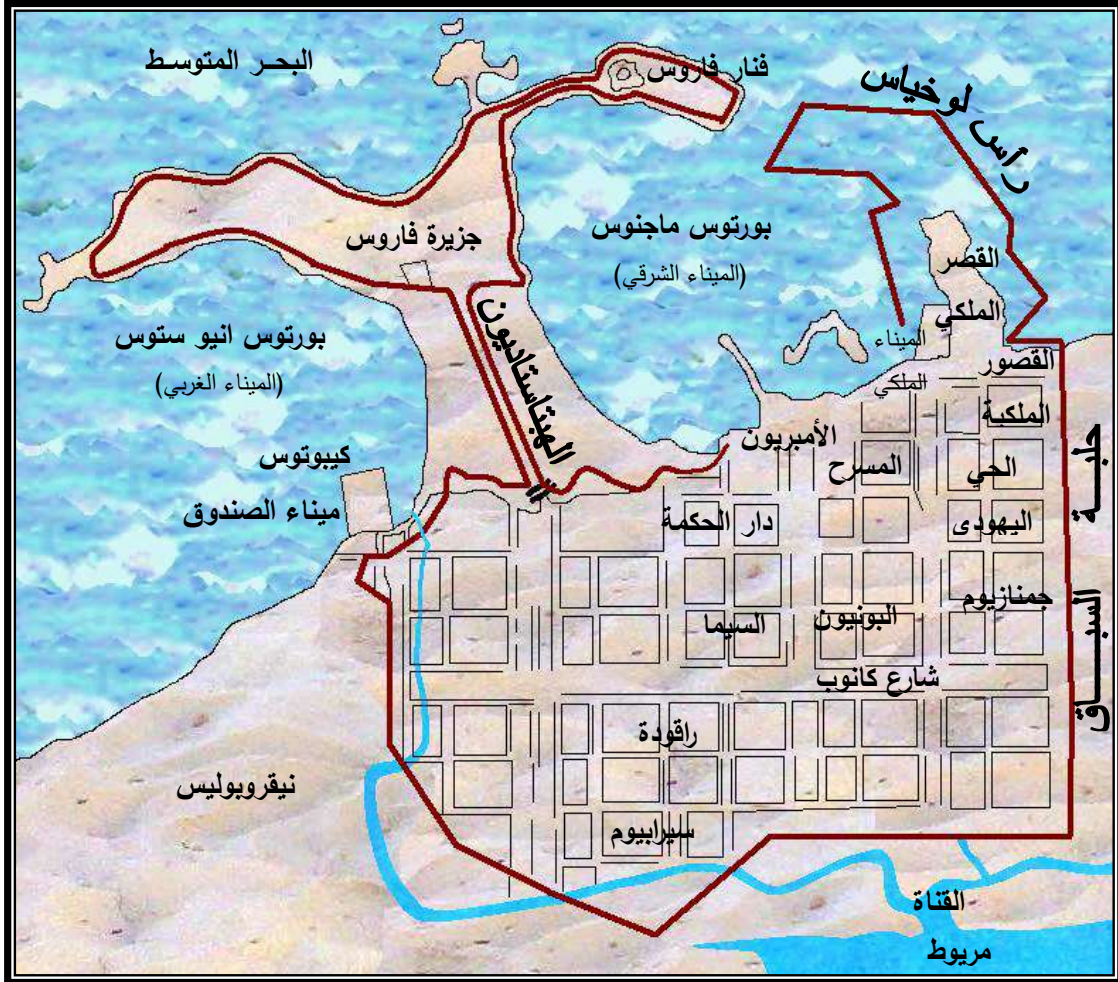 البحر المتوسط
فنار فاروس
رأس لوخياس
جزيرة فاروس
بورتوس ماجنوس
(الميناء الشرقي)
القصر
الملكي
بورتوس انيو ستوس
(الميناء الغربي)
الهبتاستاديون
الميناء
الملكي
القصور
الملكية
كيبوتوس
ميناء الصندوق
الأمبريون
المسرح
الحي
اليهودى
حلبة السباق
دار الحكمة
جمنازيوم
السيما
البونيون
شارع كانوب
راقودة
نيقروبوليس
سيرابيوم
القناة
مريوط